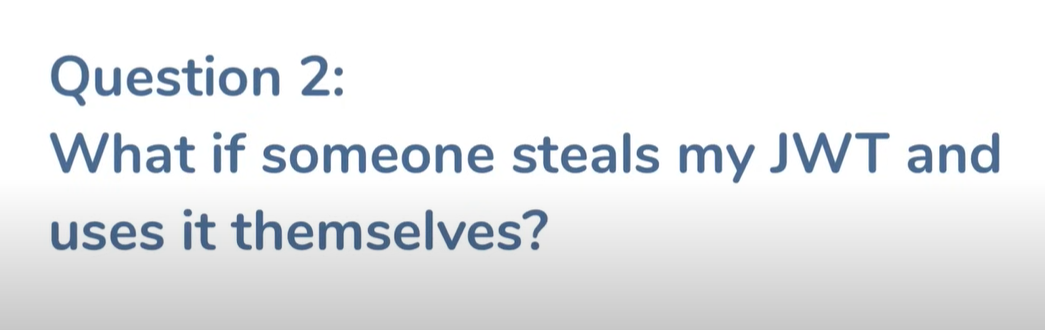 Question 2:
What if someone steals my JWT and
uses it themselves?